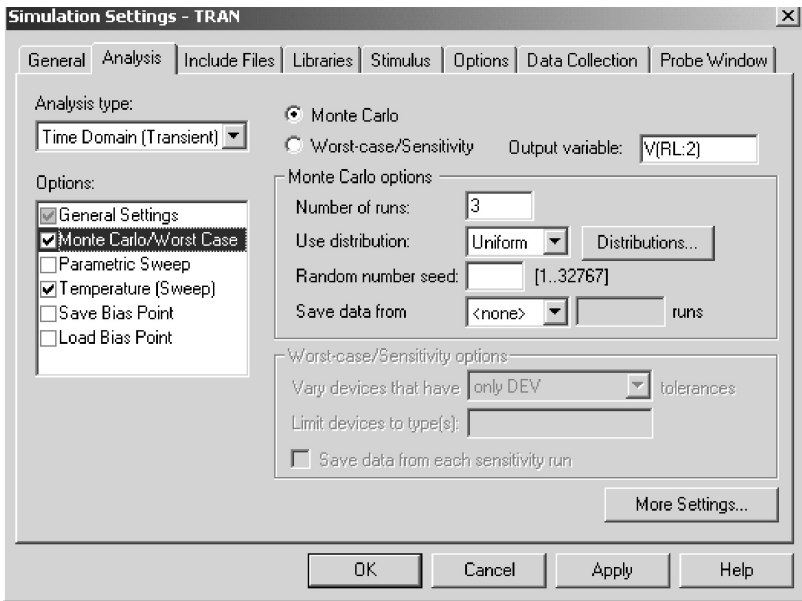 Simulation Settings - TRAN
General Analysis Include Files Libraries Stimulus Options Data Collection Probe Window
Analysis type:
Time Domain (Transient)
Options:
General Settings
Monte Carlo/Worst Case
Parametric Sweep
Temperature (Sweep)
Save Bias Point
Load Bias Point
Monte Carlo
Worst-case/Sensitivity Output variable: V(RL:2)
Monte Carlo options
Number of runs: 3
Use distribution: Uniform Distributions...
Random number seed: [1..32767]
Save data from <none> runs
Worst-case/Sensitivity options
Vary devices that have only DEV tolerances
Limit devices to type(s):
Save data from each sensitivity run
More Settings...
OK Cancel Apply Help